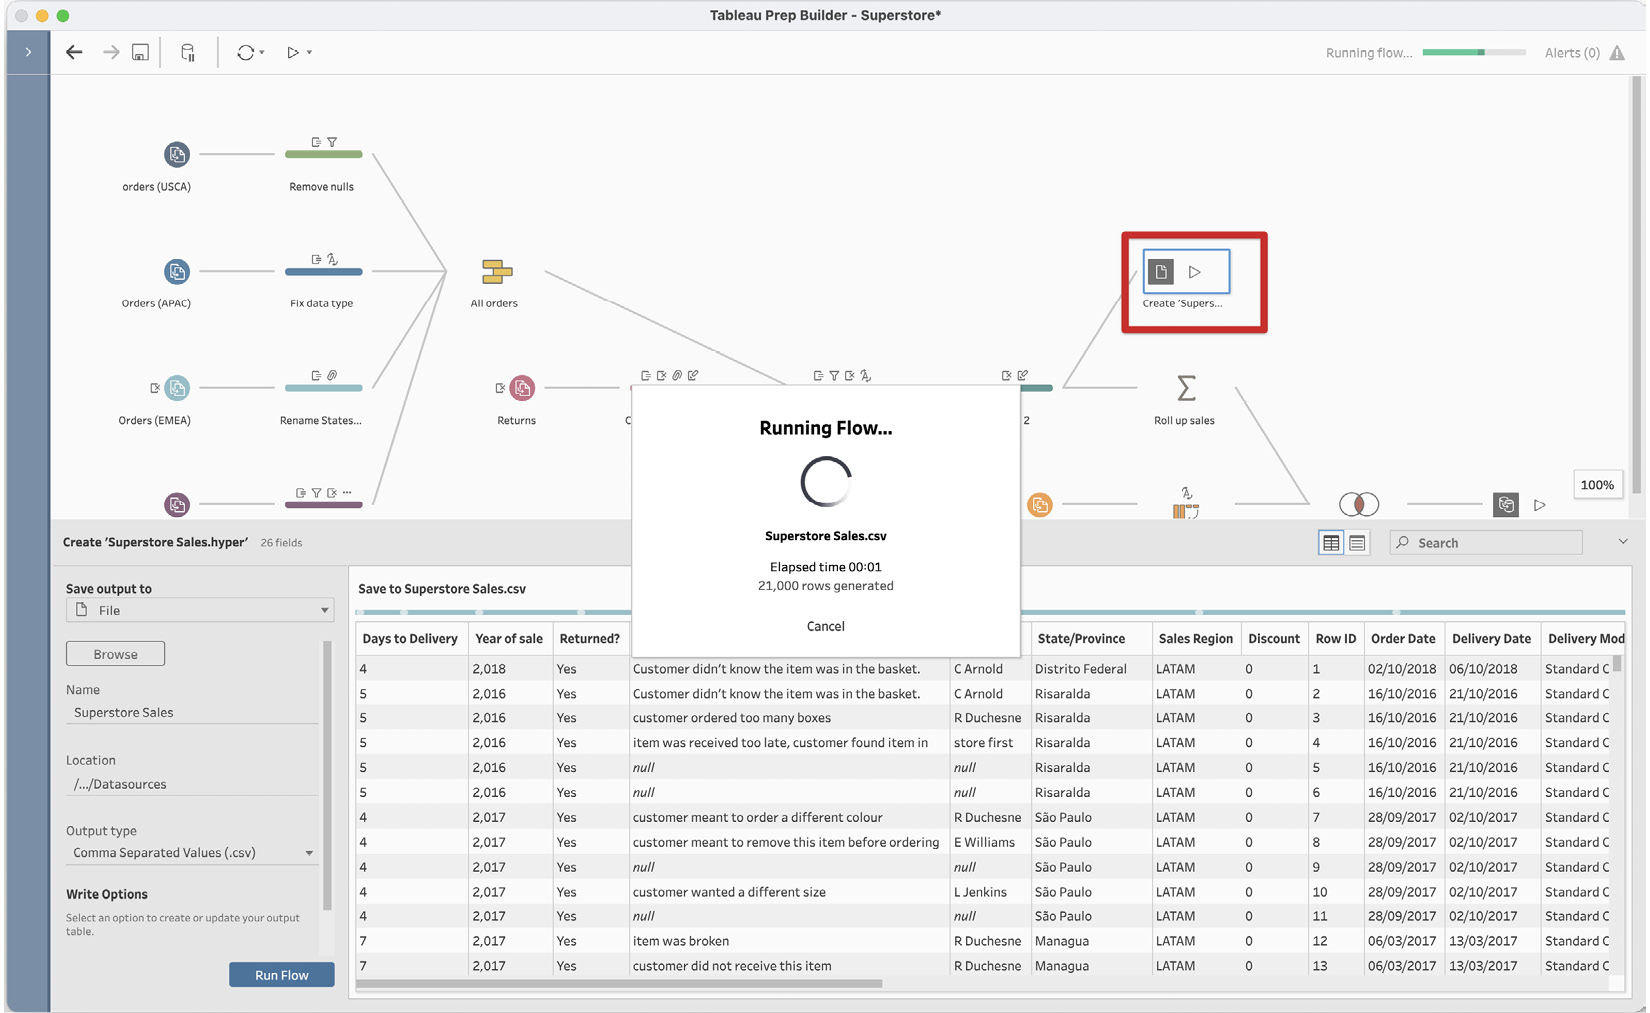 Tableau Prep Builder - Superstore*
Running flow...
Alerts (0)
orders (USCA)
Remove nulls
Orders (APAC)
Fix data type
All orders
Create 'Supers...
Orders (EMEA)
Rename States...
Returns
2
Roll up sales
100%
Running Flow...
Superstore Sales.csv
Elapsed time 00:01
21,000 rows generated
Cancel
Create 'Superstore Sales.hyper' 26 fields
Search
Save output to
File
Browse
Name
Superstore Sales
Location
/.../Datasources
Output type
Comma Separated Values (.csv)
Write Options
Select an option to create or update your output
table.
Run Flow
Save to Superstore Sales.csv
Days to Delivery Year of sale Returned? State/Province Sales Region Discount Row ID Order Date Delivery Date Delivery Mod
4 2,018 Yes Customer didn't know the item was in the basket. C Arnold Distrito Federal LATAM 0 1 02/10/2018 06/10/2018 Standard C
5 2,016 Yes Customer didn't know the item was in the basket. C Arnold Risaralda LATAM 0 2 16/10/2016 21/10/2016 Standard C
5 2,016 Yes customer ordered too many boxes R Duchesne Risaralda LATAM 0 3 16/10/2016 21/10/2016 Standard C
5 2,016 Yes item was received too late, customer found item in store first Risaralda LATAM 0 4 16/10/2016 21/10/2016 Standard C
5 2,016 Yes null null Risaralda LATAM 0 5 16/10/2016 21/10/2016 Standard C
5 2,016 Yes null null Risaralda LATAM 0 6 16/10/2016 21/10/2016 Standard C
4 2,017 Yes customer meant to order a different colour R Duchesne São Paulo LATAM 0 7 28/09/2017 02/10/2017 Standard C
4 2,017 Yes customer meant to remove this item before ordering E Williams São Paulo LATAM 0 8 28/09/2017 02/10/2017 Standard C
4 2,017 Yes null null São Paulo LATAM 0 9 28/09/2017 02/10/2017 Standard C
4 2,017 Yes customer wanted a different size L Jenkins São Paulo LATAM 0 10 28/09/2017 02/10/2017 Standard C
4 2,017 Yes null null São Paulo LATAM 0 11 28/09/2017 02/10/2017 Standard C
7 2,017 Yes item was broken R Duchesne Managua LATAM 0 12 06/03/2017 13/03/2017 Standard C
7 2,017 Yes customer did not receive this item R Duchesne Managua LATAM 0 13 06/03/2017 13/03/2017 Standard C